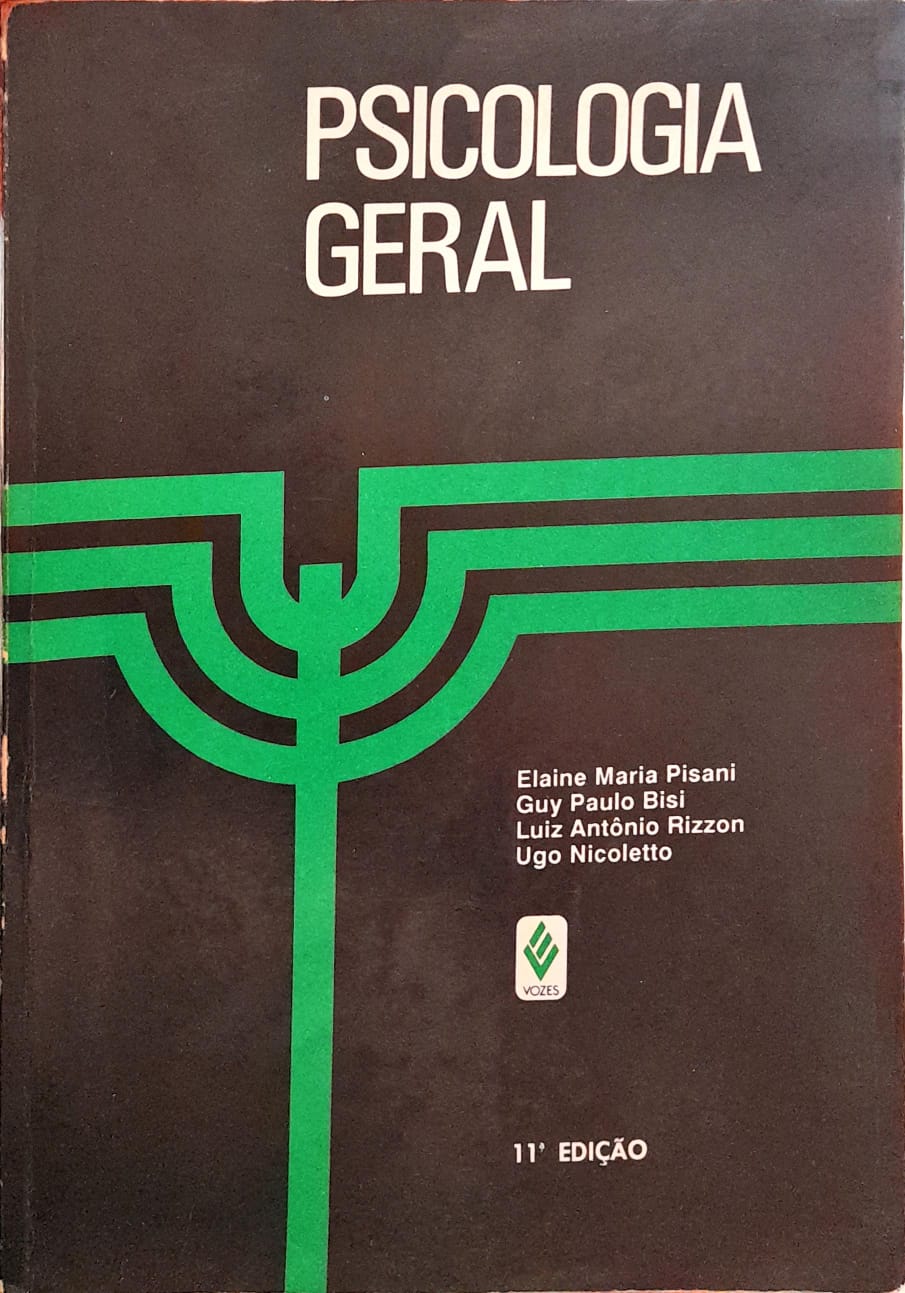 PSICOLOGIA
GERAL
Elaine Maria Pisani
Guy Paulo Bisi
Luiz Antônio Rizzon
Ugo Nicoletto
VOZES
11ª EDIÇÃO